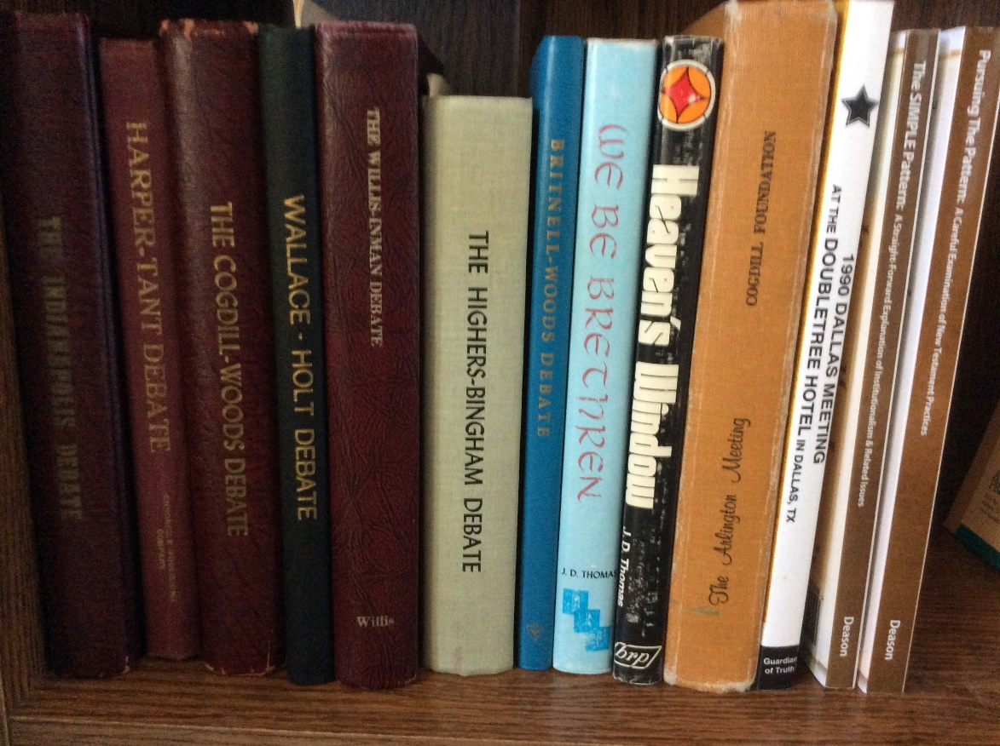 THE INDIANAPOLIS DEBATE
HARPER-TANT DEBATE
COMPANY
THE COGDILL-WOODS DEBATE
WALLACE - HOLT DEBATE
THE WILLIS-INMAN DEBATE
Willis
THE HIGHERS-BINGHAM DEBATE
BRITNELL-WOODS DEBATE
WE BE BRETHREN
J. D. THOMAS
Heaven's Window
J. D. Thomas
The Arlington Meeting
COGDILL FOUNDATION
1990 DALLAS MEETING
AT THE DOUBLETREE HOTEL IN DALLAS, TX
Guardian
of Truth
The SIMPLE Pattern: A Straight-Forward Explanation of Institutionalism & Related Issues
Deason
Pursuing The Pattern: A Careful Examination of New Testament Practices
Deason